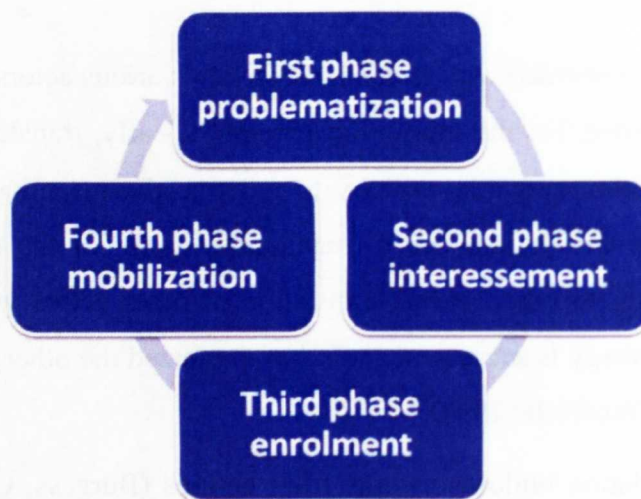 First phase
problematization
Second phase
interessement
Third phase
enrolment
Fourth phase
mobilization